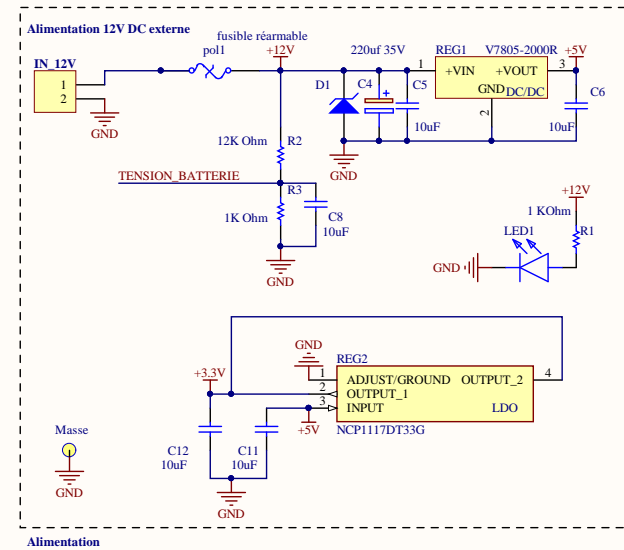 Alimentation 12V DC externe
fusible réarmable
pol1
+12V
220uf 35V
REG1
V7805-2000R
+5V
IN_12V
1
2
GND
D1
C4
C5
10uF
1
+VIN
+VOUT
3
GND
DC/DC
2
C6
10uF
GND
12K Ohm
R2
TENSION_BATTERIE
R3
1K Ohm
C8
10uF
GND
+12V
1 KOhm
R1
LED1
GND
GND
REG2
1
ADJUST/GROUND
OUTPUT_2
4
2
OUTPUT_1
3
INPUT
LDO
NCP1117DT33G
+3.3V
+5V
C12
10uF
C11
10uF
GND
Masse
GND
Alimentation